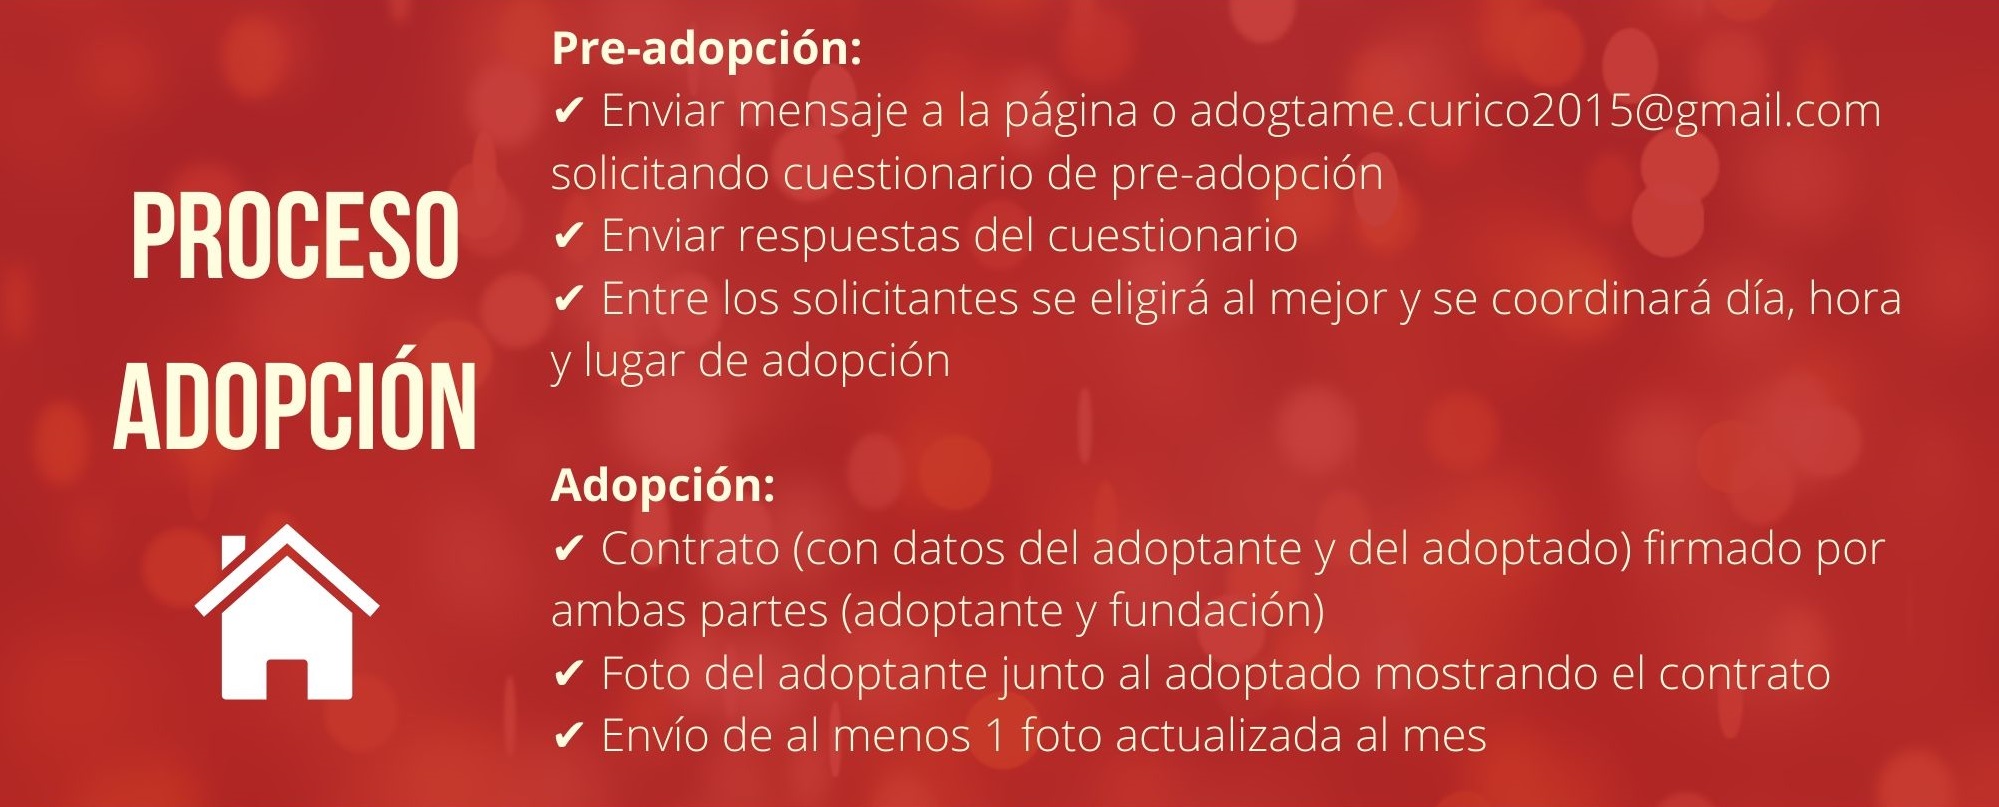 PROCESO
ADOPCIÓN
Pre-adopción:
✔ Enviar mensaje a la página o adogtame.curico2015@gmail.com
solicitando cuestionario de pre-adopción
✔ Enviar respuestas del cuestionario
✔ Entre los solicitantes se eligirá al mejor y se coordinará día, hora
y lugar de adopción
Adopción:
✔ Contrato (con datos del adoptante y del adoptado) firmado por
ambas partes (adoptante y fundación)
✔ Foto del adoptante junto al adoptado mostrando el contrato
✔ Envío de al menos 1 foto actualizada al mes